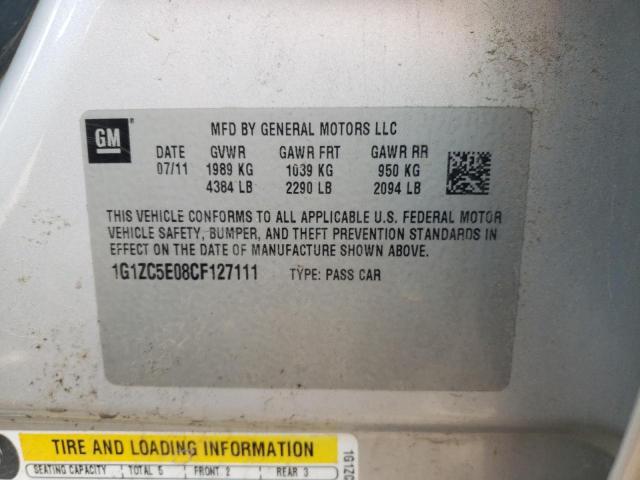 GM
MFD BY GENERAL MOTORS LLC
DATE GVWR GAWR FRT GAWR RR
07/11 1989 KG 1039 KG 950 KG
4384 LB 2290 LB 2094 LB
THIS VEHICLE CONFORMS TO ALL APPLICABLE U.S. FEDERAL MOTOR
VEHICLE SAFETY, BUMPER, AND THEFT PREVENTION STANDARDS IN
EFFECT ON THE DATE OF MANUFACTURE SHOWN ABOVE.
1G1ZC5E08CF127111 TYPE: PASS CAR
TIRE AND LOADING INFORMATION
SEATING CAPACITY TOTAL 5 FRONT 2 REAR 3
1G1ZC